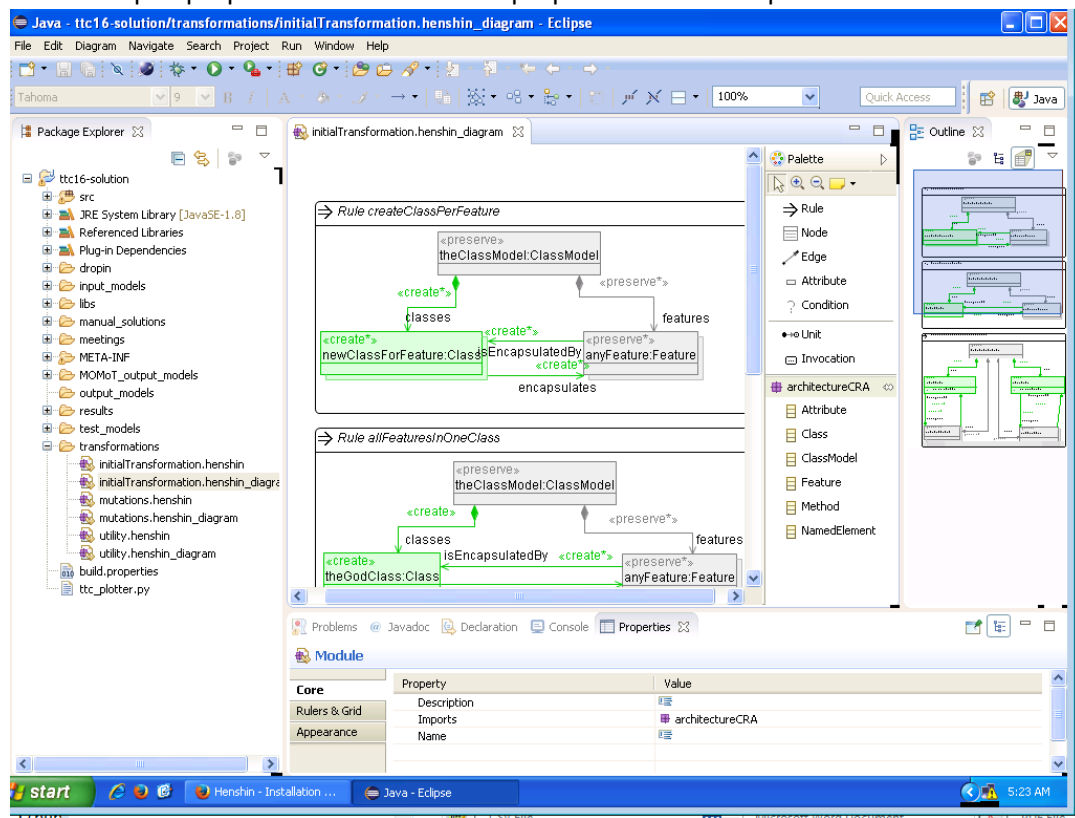 Java - ttc16-solution/transformations/initialTransformation.henshin_diagram - Eclipse
File Edit Diagram Navigate Search Project Run Window Help
Tahoma 9 B I A 100% Quick Access Java
Package Explorer
ttc16-solution
src
JRE System Library [JavaSE-1.8]
Referenced Libraries
Plug-in Dependencies
dropin
input_models
libs
manual_solutions
meetings
META-INF
MOMoT_output_models
output_models
results
test_models
transformations
initialTransformation.henshin
initialTransformation.henshin_diagra
mutations.henshin
mutations.henshin_diagram
utility.henshin
utility.henshin_diagram
build.properties
ttc_plotter.py
initialTransformation.henshin_diagram
Rule createClassPerFeature
«preserve»
theClassModel:ClassModel
«create*»
«preserve*»
classes
features
«create*»
«create*»
«preserve*»
newClassForFeature:Class
isEncapsulatedBy
anyFeature:Feature
«create*»
encapsulates
Rule allFeaturesInOneClass
«preserve»
theClassModel:ClassModel
«create»
«preserve*»
classes
features
isEncapsulatedBy «create*»
«create»
«preserve*»
theGodClass:Class
anyFeature:Feature
Palette
Rule
Node
Edge
Attribute
Condition
Unit
Invocation
architectureCRA
Attribute
Class
ClassModel
Feature
Method
NamedElement
Outline
Problems Javadoc Declaration Console Properties
Module
Core
Rulers & Grid
Appearance
Property Value
Description
Imports architectureCRA
Name
start Henshin - Installation ... Java - Eclipse 5:23 AM